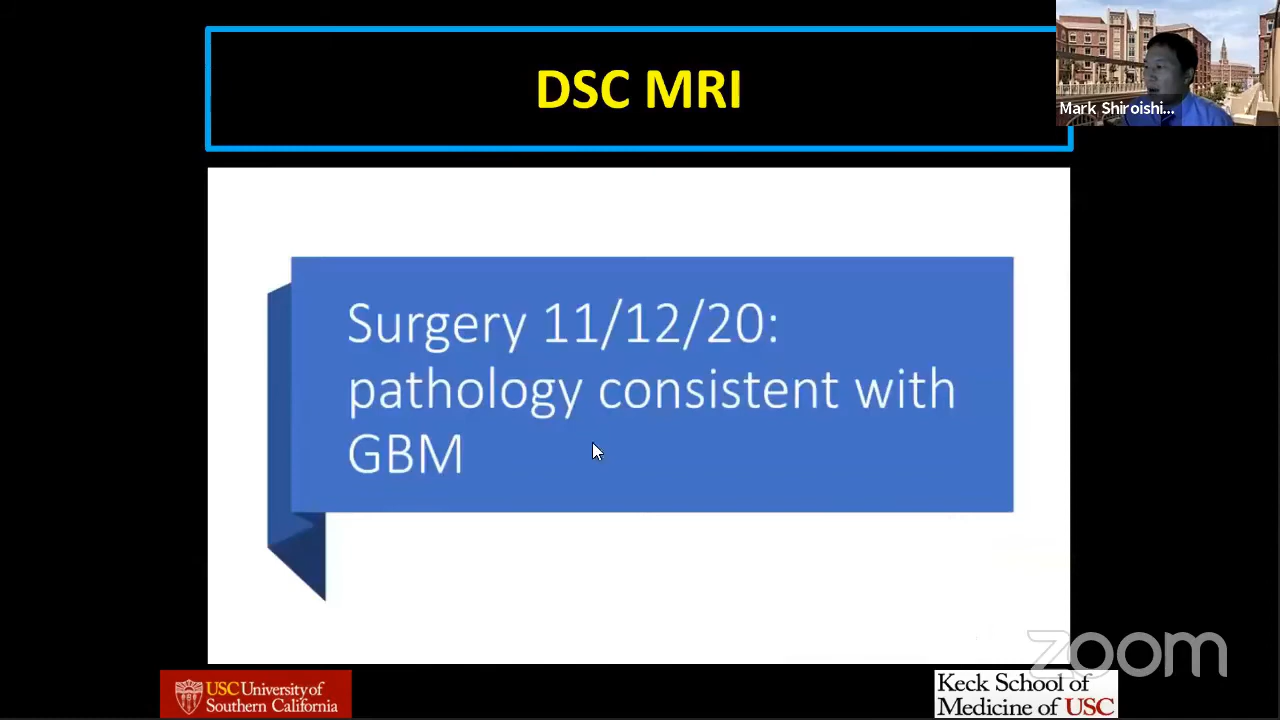 DSC MRI
Mark Shiroishi...
Surgery 11/12/20:
pathology consistent with
GBM
zoom
USC University of
Southern California
Keck School of
Medicine of USC